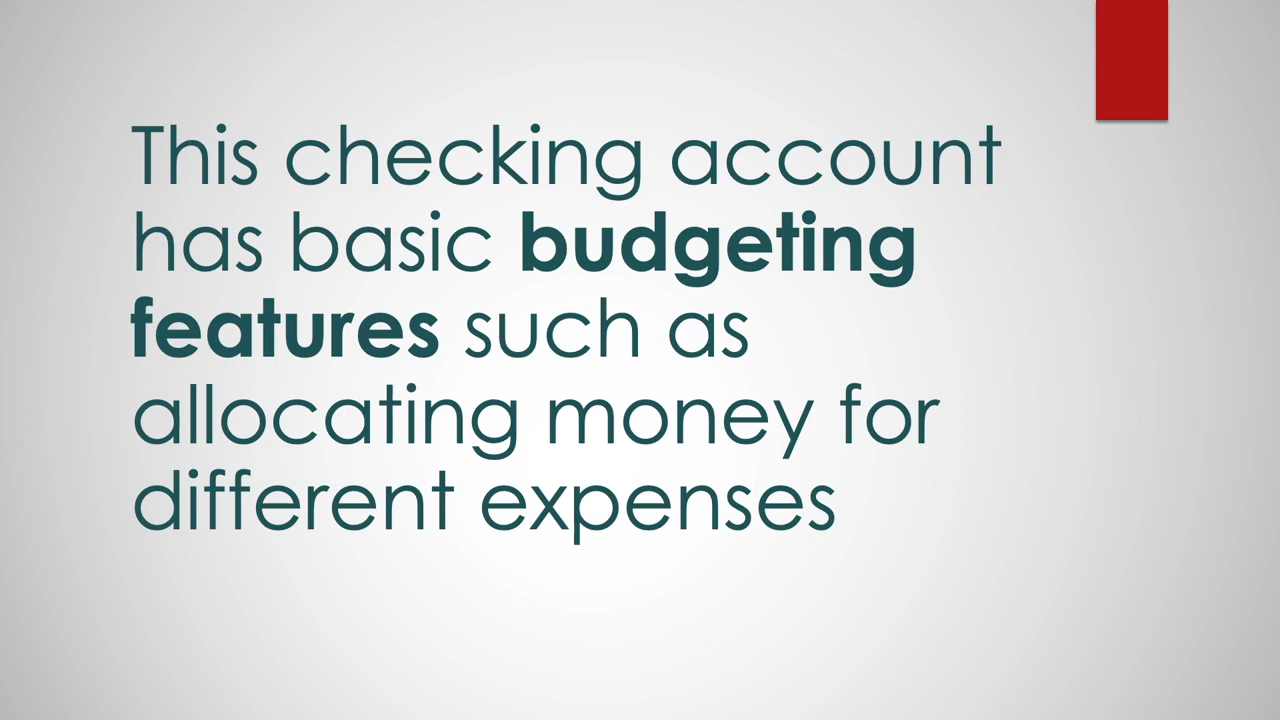 This checking account
has basic budgeting
features such as
allocating money for
different expenses